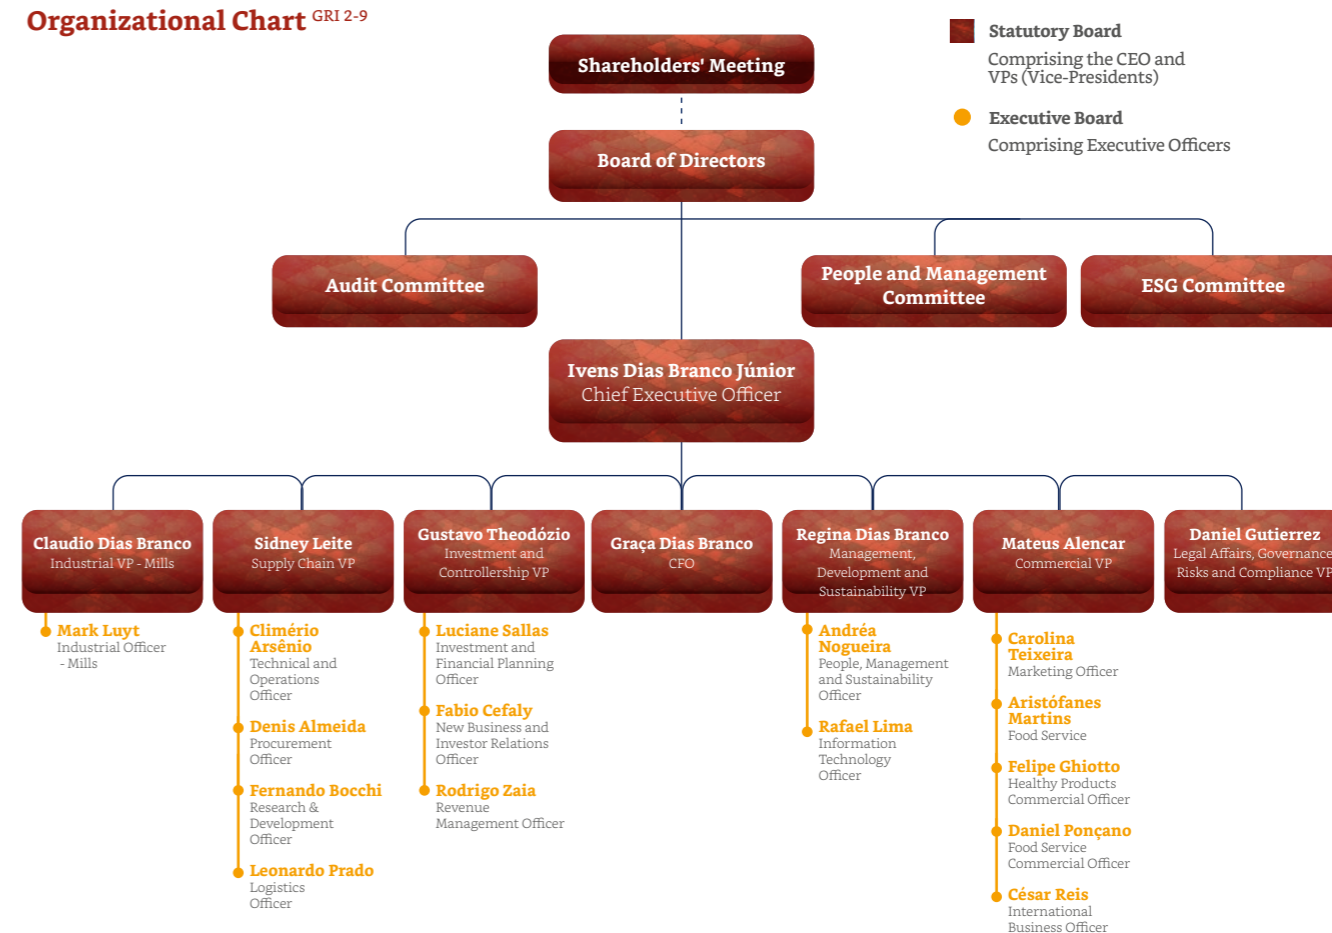 Organizational Chart GRI 2-9
Statutory Board
Comprising the CEO and
VPs (Vice-Presidents)
Executive Board
Comprising Executive Officers
Shareholders' Meeting
Board of Directors
Audit Committee
People and Management
Committee
ESG Committee
Ivens Dias Branco Júnior
Chief Executive Officer
Claudio Dias Branco
Industrial VP - Mills
Sidney Leite
Supply Chain VP
Gustavo Theodózio
Investment and
Controllership VP
Graça Dias Branco
CFO
Regina Dias Branco
Management,
Development and
Sustainability VP
Mateus Alencar
Commercial VP
Daniel Gutierrez
Legal Affairs, Governance
Risks and Compliance VP
Mark Luyt
Industrial Officer
- Mills
Climério
Arsênio
Technical and
Operations
Officer
Denis Almeida
Procurement
Officer
Fernando Bocchi
Research &
Development
Officer
Leonardo Prado
Logistics
Officer
Luciane Sallas
Investment and
Financial Planning
Officer
Fabio Cefaly
New Business and
Investor Relations
Officer
Rodrigo Zaia
Revenue
Management Officer
Andréa
Nogueira
People, Management
and Sustainability
Officer
Rafael Lima
Information
Technology
Officer
Carolina
Teixeira
Marketing Officer
Aristófanes
Martins
Food Service
Felipe Ghiotto
Healthy Products
Commercial Officer
Daniel Ponçano
Food Service
Commercial Officer
César Reis
International
Business Officer